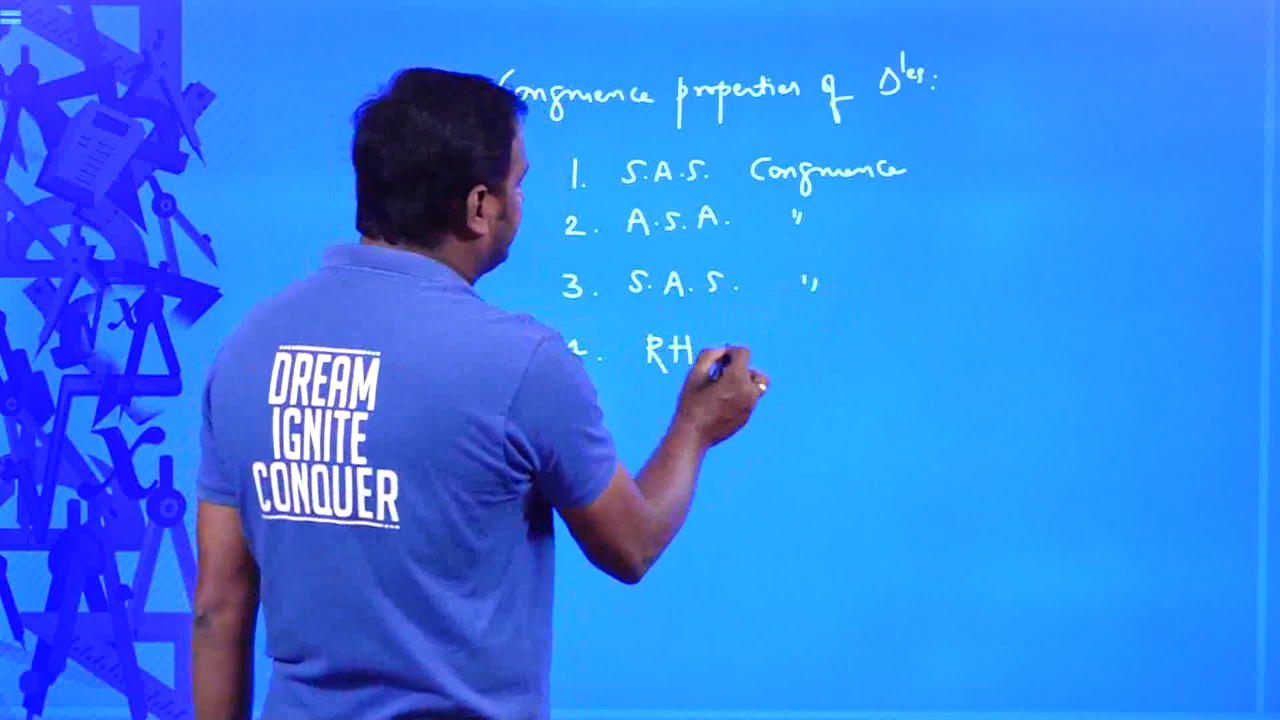 Congruence properties of Δles:
1. S.A.S. Congruence
2. A.S.A. "
3. S.A.S. "
RH
DREAM
IGNITE
CONQUER